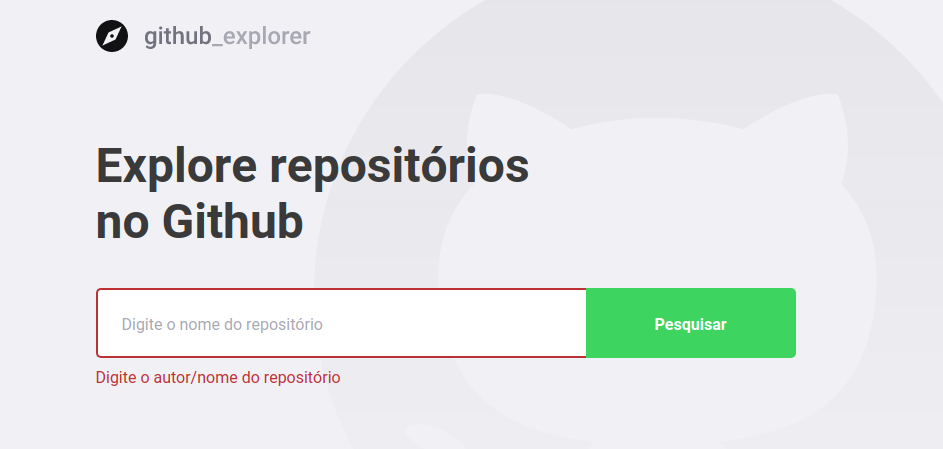 github_explorer
Explore repositórios
no Github
Digite o nome do repositório
Pesquisar
Digite o autor/nome do repositório